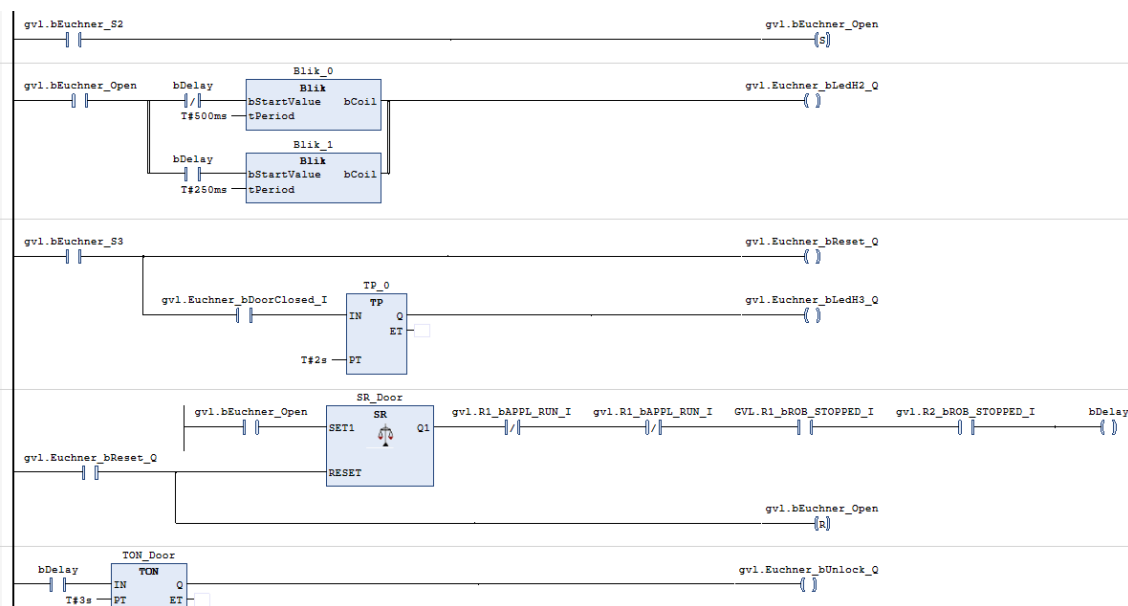 gvl.bEuchner_S2 gvl.bEuchner_Open
S
Blik_0
gvl.bEuchner_Open bDelay Blik gvl.Euchner_bLedH2_Q
bStartValue bCoil
T#500ms tPeriod
Blik_1
bDelay Blik
bStartValue bCoil
T#250ms tPeriod
gvl.bEuchner_S3 gvl.Euchner_bReset_Q
TP_0
gvl.Euchner_bDoorClosed_I TP gvl.Euchner_bLedH3_Q
IN Q
ET
T#2s PT
SR_Door
gvl.bEuchner_Open SR gvl.R1_bAPPL_RUN_I gvl.R1_bAPPL_RUN_I GVL.R1_bROB_STOPPED_I gvl.R2_bROB_STOPPED_I bDelay
SET1 Q1
gvl.Euchner_bReset_Q
RESET
gvl.bEuchner_Open
R
TON_Door
bDelay TON gvl.Euchner_bUnlock_Q
IN Q
T#3s PT ET